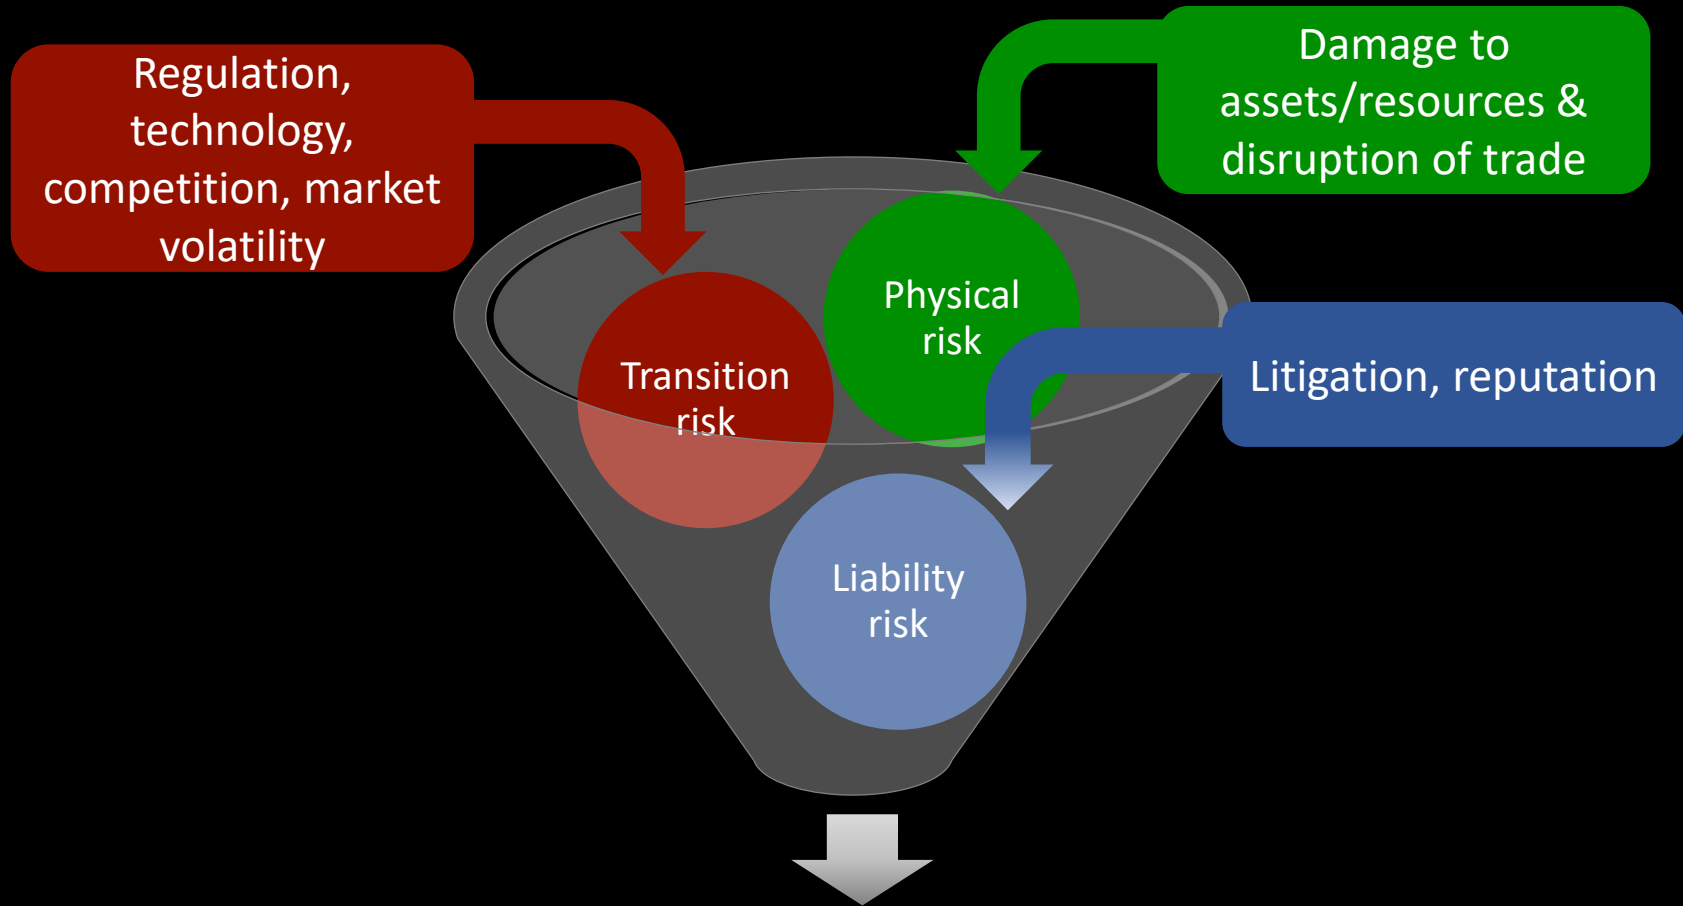 Regulation,
technology,
competition, market
volatility
Damage to
assets/resources &
disruption of trade
Physical
risk
Transition
risk
Litigation, reputation
Liability
risk